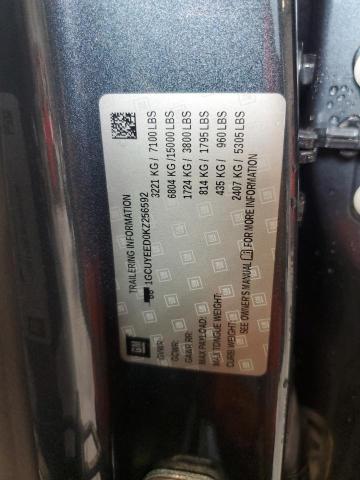 GM
TRAILERING INFORMATION
1GCUYEED0KZ256592
GVWR: 3221 KG / 7100 LBS
GCWR: 6804 KG / 15000 LBS
GAWR RR: 1724 KG / 3800 LBS
MAX PAYLOAD: 814 KG / 1795 LBS
MAX TONGUE WEIGHT: 435 KG / 960 LBS
CURB WEIGHT: 2407 KG / 5305 LBS
SEE OWNER'S MANUAL FOR MORE INFORMATION